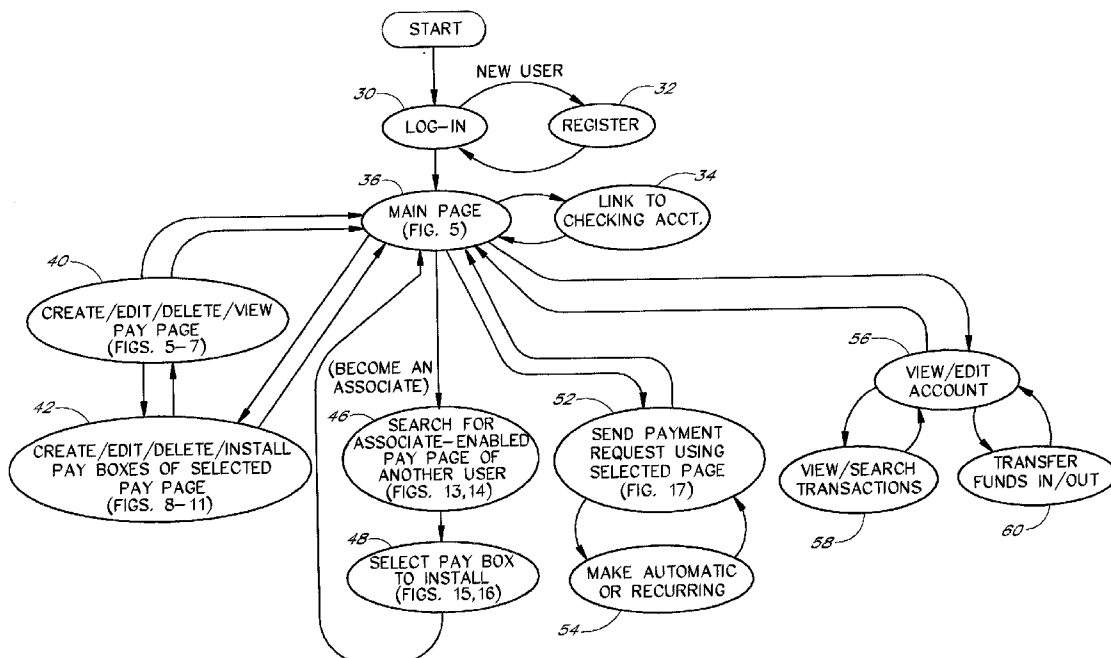 START
NEW USER
30
LOG-IN
32
REGISTER
36
MAIN PAGE
(FIG. 5)
34
LINK TO
CHECKING ACCT.
40
CREATE/EDIT/DELETE/VIEW
PAY PAGE
(FIGS. 5-7)
42
CREATE/EDIT/DELETE/INSTALL
PAY BOXES OF SELECTED
PAY PAGE
(FIGS. 8-11)
(BECOME AN
ASSOCIATE)
46
SEARCH FOR
ASSOCIATE-ENABLED
PAY PAGE OF
ANOTHER USER
(FIGS. 13,14)
48
SELECT PAY BOX
TO INSTALL
(FIGS. 15,16)
52
SEND PAYMENT
REQUEST USING
SELECTED PAGE
(FIG. 17)
MAKE AUTOMATIC
OR RECURRING
54
56
VIEW/EDIT
ACCOUNT
VIEW/SEARCH
TRANSACTIONS
58
TRANSFER
FUNDS IN/OUT
60